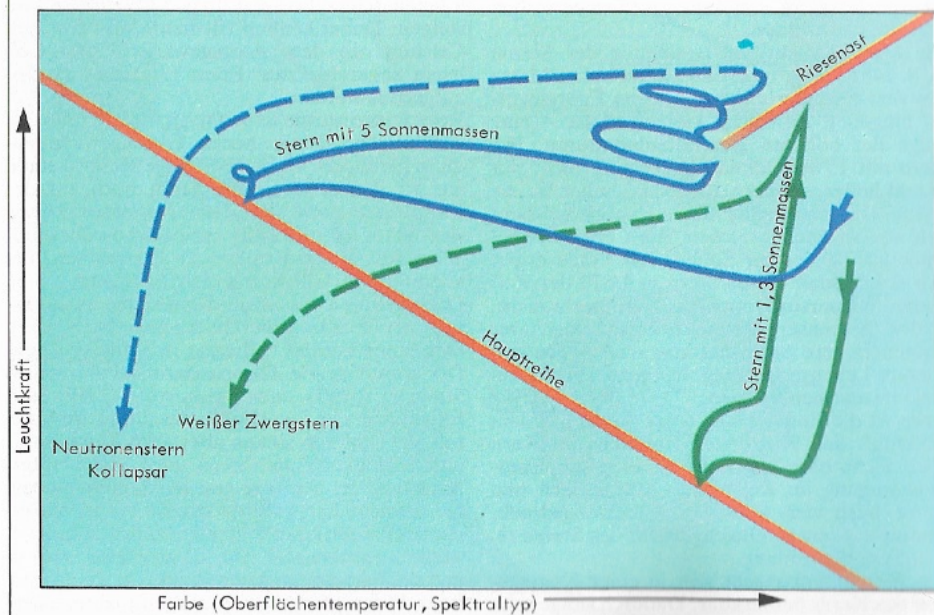 Riesenast
Stern mit 5 Sonnenmassen
Stern mit 1,3 Sonnenmassen
Hauptreihe
Leuchtkraft
Weißer Zwergstern
Neutronenstern
Kollapsar
Farbe (Oberflächentemperatur, Spektraltyp)